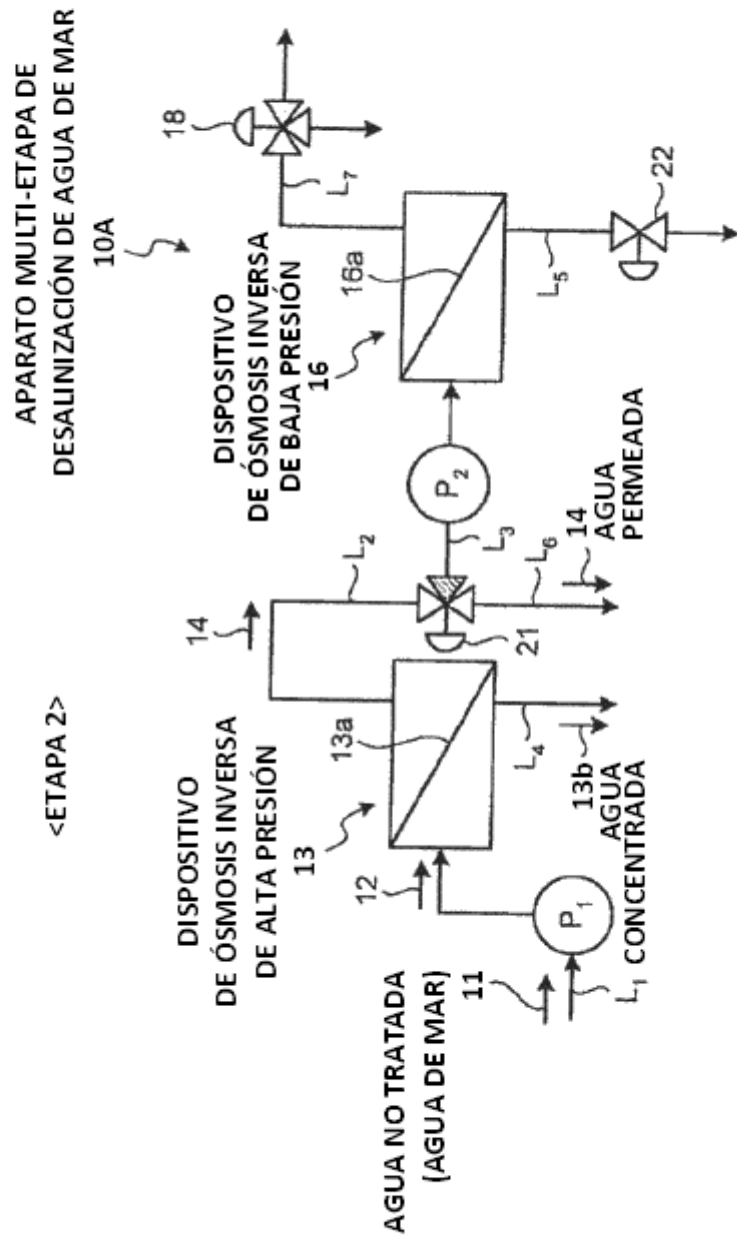 APARATO MULTI-ETAPA DE
DESALINIZACIÓN DE AGUA DE MAR
10A
<ETAPA 2>
DISPOSITIVO
DE ÓSMOSIS INVERSA
DE ALTA PRESIÓN
13
DISPOSITIVO
DE ÓSMOSIS INVERSA
DE BAJA PRESIÓN
16
18
14
L₂
L₇
12
13a
21
16a
P₂
L₃
AGUA NO TRATADA
(AGUA DE MAR)
11
L₁
P₁
L₄
13b
AGUA
CONCENTRADA
L₆
14
AGUA
PERMEADA
L₅
22